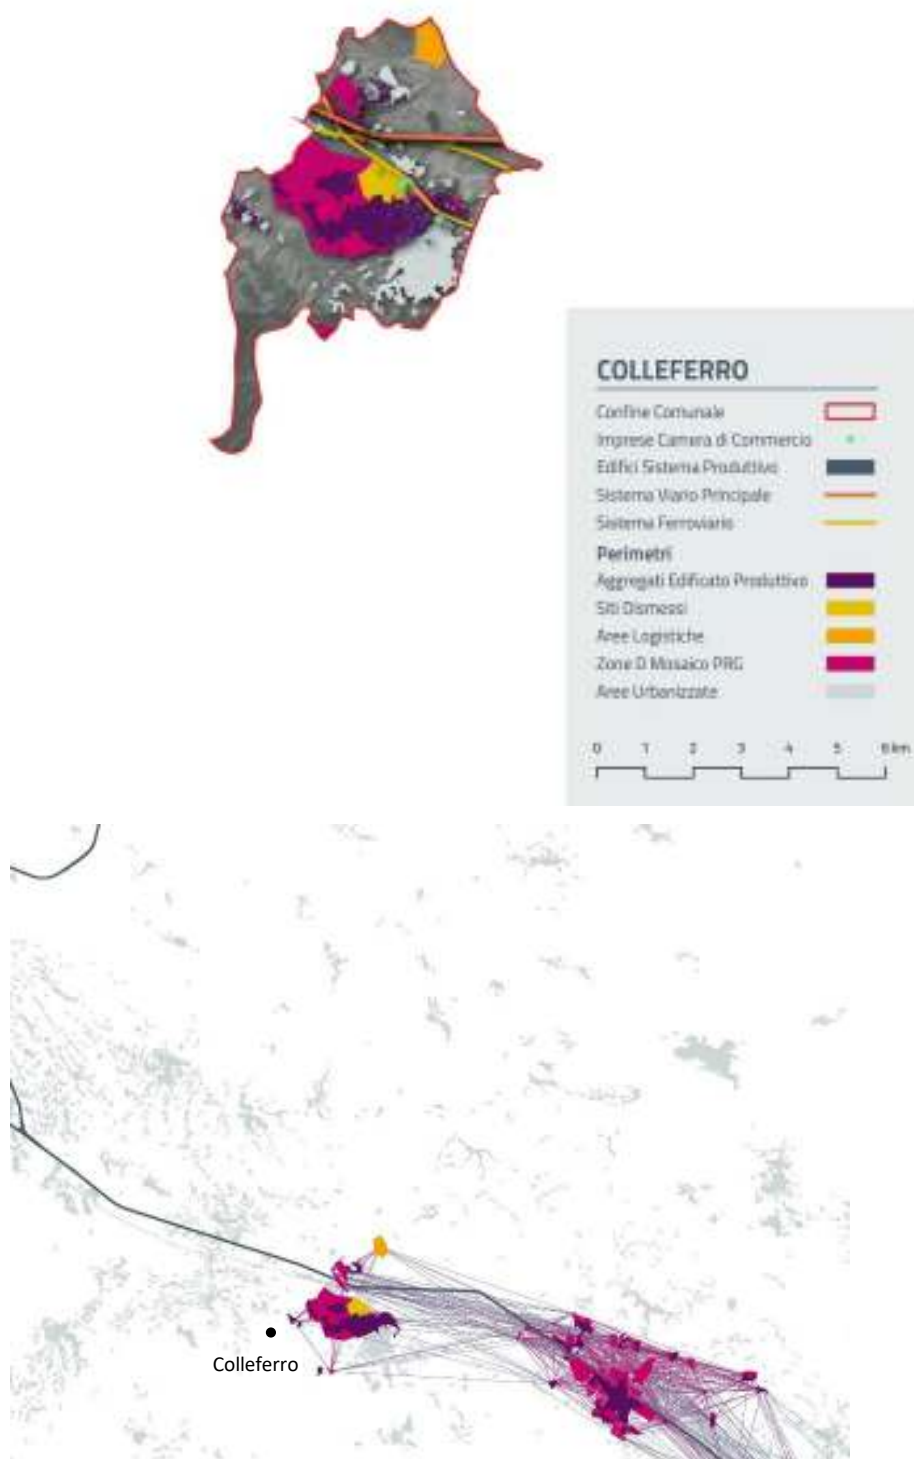 COLLEFERRO
Confine Comunale
Imprese Camera di Commercio
Edifici Sistema Produttivo
Sistema Viario Principale
Sistema Ferroviario
Perimetri
Aggregati Edificato Produttivo
Siti Dismessi
Aree Logistiche
Zone D Mosaico PRG
Aree Urbanizzate
0 1 2 3 4 5 6 km
Colleferro